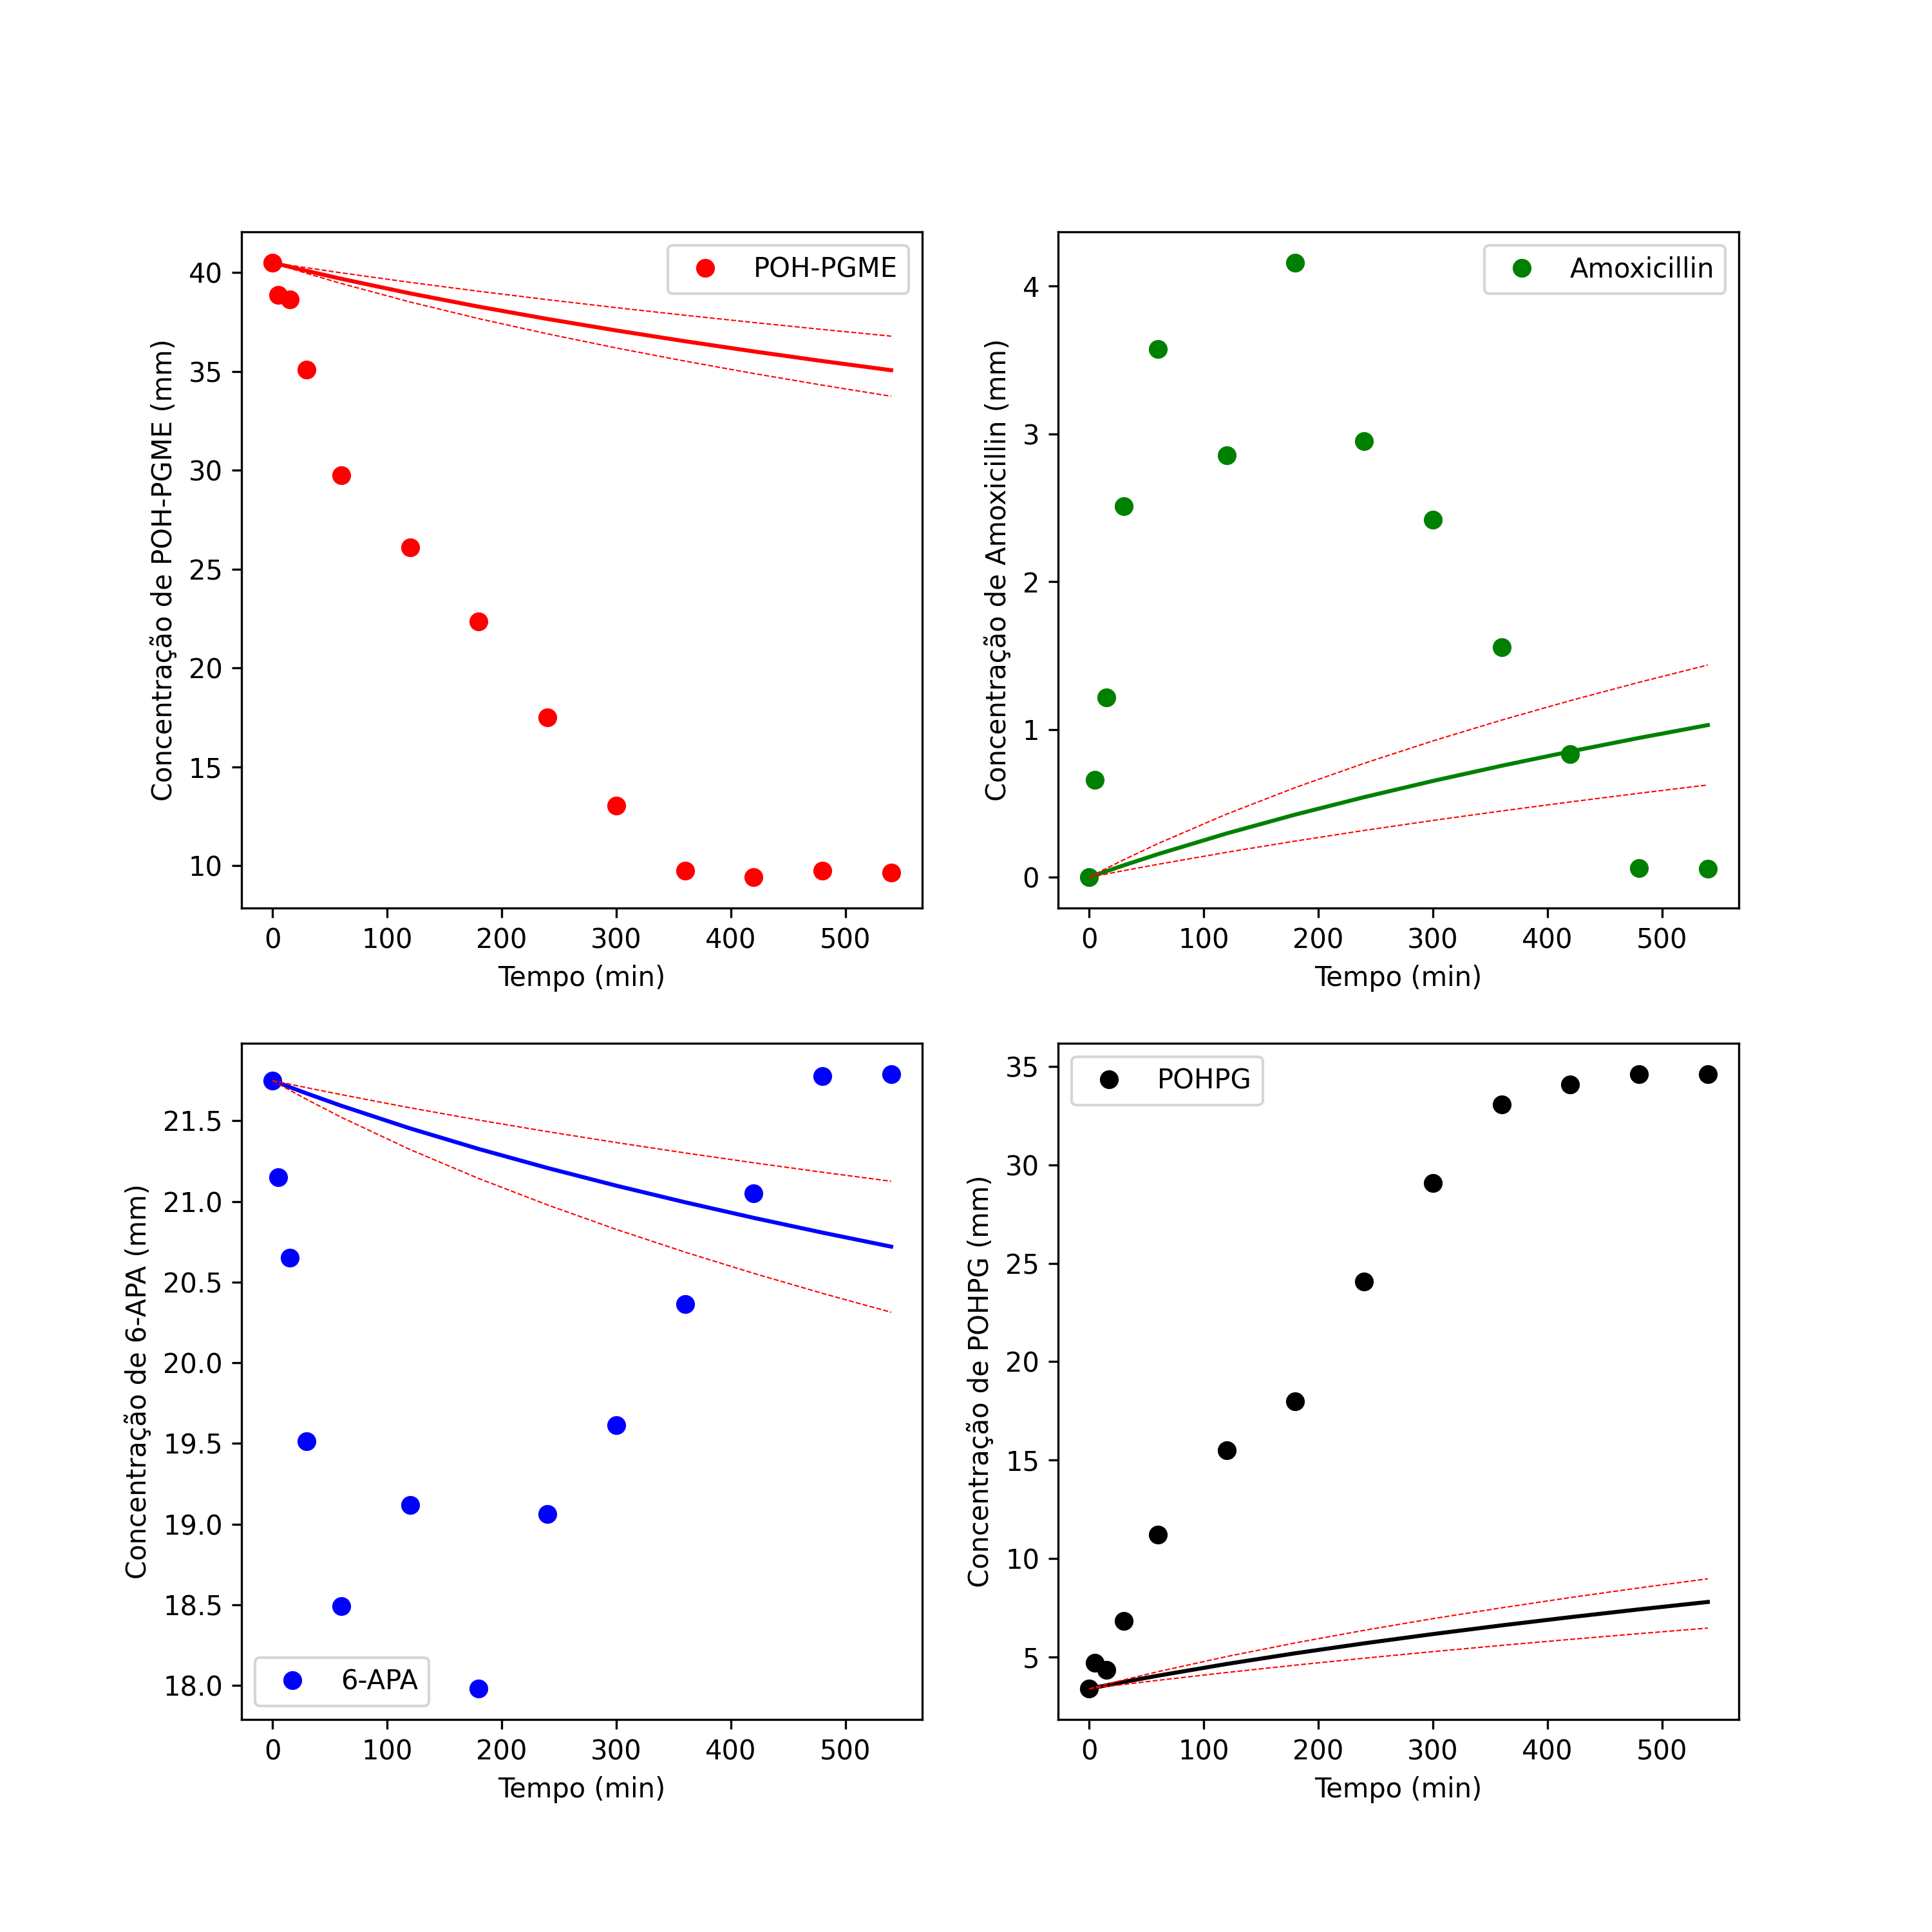 POH-PGME
40
35
30
25
20
15
10
Concentração de POH-PGME (mm)
0 100 200 300 400 500
Tempo (min)
Amoxicillin
4
3
2
1
0
Concentração de Amoxicillin (mm)
0 100 200 300 400 500
Tempo (min)
21.5
21.0
20.5
20.0
19.5
19.0
18.5
18.0
Concentração de 6-APA (mm)
6-APA
0 100 200 300 400 500
Tempo (min)
POHPG
35
30
25
20
15
10
5
Concentração de POHPG (mm)
0 100 200 300 400 500
Tempo (min)